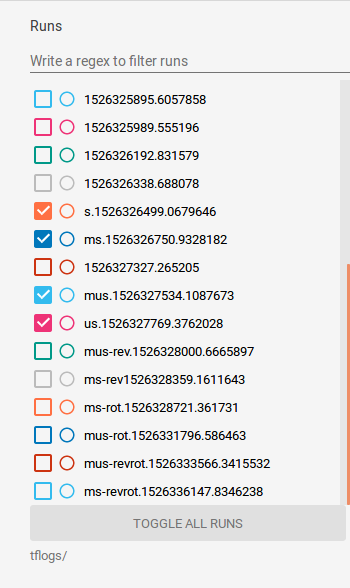 Runs
Write a regex to filter runs
1526325895.6057858
1526325989.555196
1526326192.831579
1526326338.688078
s.1526326499.0679646
ms.1526326750.9328182
1526327327.265205
mus.1526327534.1087673
us.1526327769.3762028
mus-rev.1526328000.6665897
ms-rev1526328359.1611643
ms-rot.1526328721.361731
mus-rot.1526331796.586463
mus-revrot.1526333566.3415532
ms-revrot.1526336147.8346238
TOGGLE ALL RUNS
tflogs/